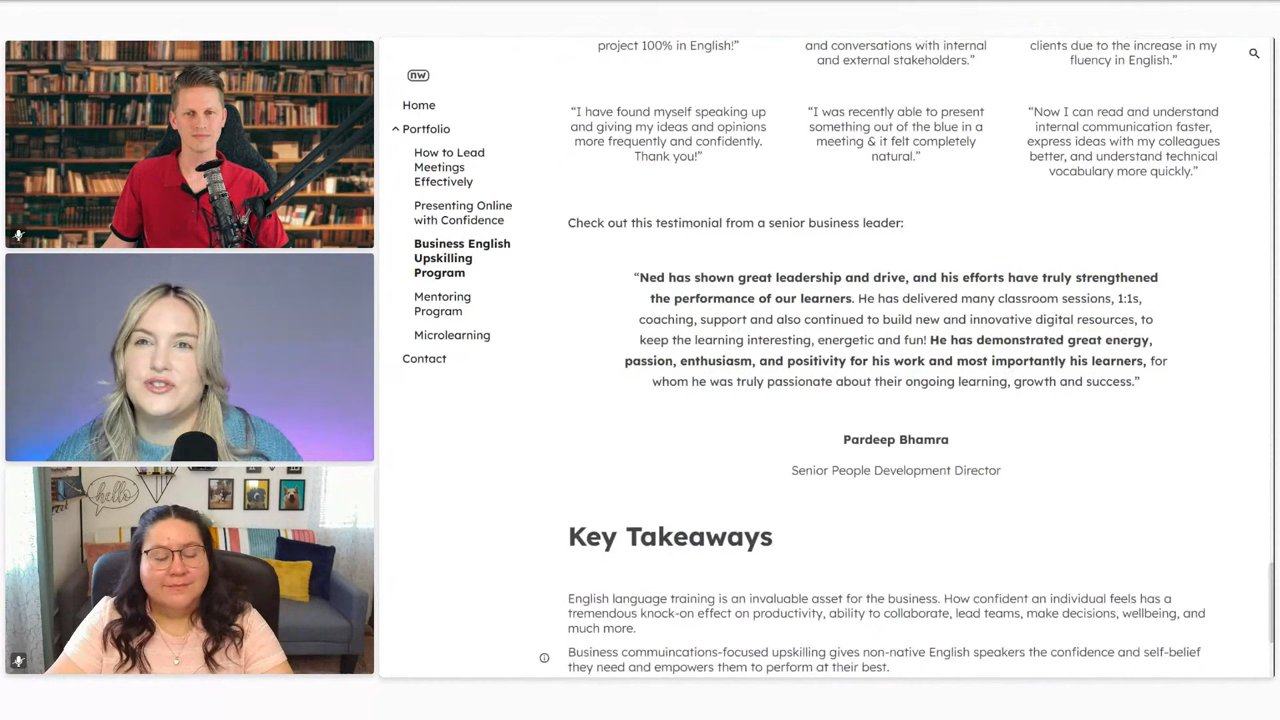 hello
nw
Home
Portfolio
How to Lead
Meetings
Effectively
Presenting Online
with Confidence
Business English
Upskilling
Program
Mentoring
Program
Microlearning
Contact
project 100% in English!”
and conversations with internal
and external stakeholders.”
clients due to the increase in my
fluency in English.”
“I have found myself speaking up
and giving my ideas and opinions
more frequently and confidently.
Thank you!”
“I was recently able to present
something out of the blue in a
meeting & it felt completely
natural.”
“Now I can read and understand
internal communication faster,
express ideas with my colleagues
better, and understand technical
vocabulary more quickly.”
Check out this testimonial from a senior business leader:
“Ned has shown great leadership and drive, and his efforts have truly strengthened
the performance of our learners. He has delivered many classroom sessions, 1:1s,
coaching, support and also continued to build new and innovative digital resources, to
keep the learning interesting, energetic and fun! He has demonstrated great energy,
passion, enthusiasm, and positivity for his work and most importantly his learners, for
whom he was truly passionate about their ongoing learning, growth and success.”
Pardeep Bhamra
Senior People Development Director
Key Takeaways
English language training is an invaluable asset for the business. How confident an individual feels has a
tremendous knock-on effect on productivity, ability to collaborate, lead teams, make decisions, wellbeing, and
much more.
Business commuincations-focused upskilling gives non-native English speakers the confidence and self-belief
they need and empowers them to perform at their best.